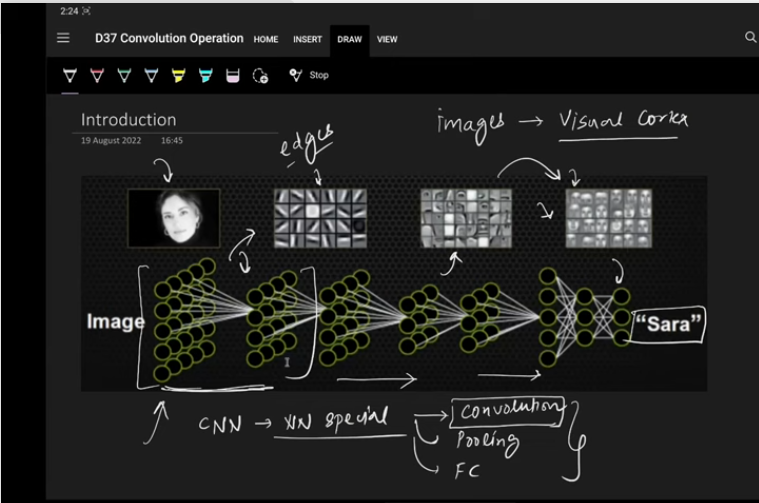 2:24
D37 Convolution Operation HOME INSERT DRAW VIEW
Stop
Introduction
19 August 2022 16:45
images → Visual Cortex
edges
Image
"Sara"
CNN → NN special → Convolution
Pooling
FC